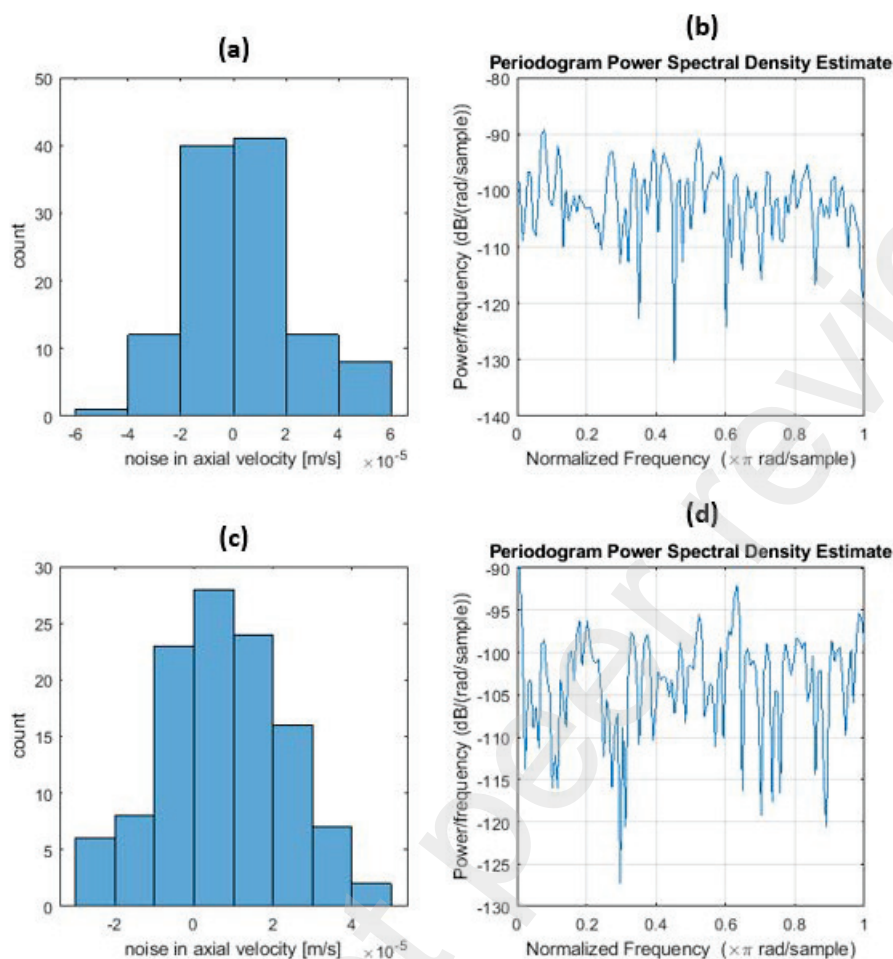 (a)
50
40
30
20
10
0
count
-6 -4 -2 0 2 4 6
noise in axial velocity [m/s] ×10-5
(b)
Periodogram Power Spectral Density Estimate
-80
-90
-100
-110
-120
-130
-140
Power/frequency (dB/(rad/sample))
0 0.2 0.4 0.6 0.8 1
Normalized Frequency (×π rad/sample)
(c)
30
25
20
15
10
5
0
count
-2 0 2 4
noise in axial velocity [m/s] ×10-5
(d)
Periodogram Power Spectral Density Estimate
-90
-95
-100
-105
-110
-115
-120
-125
-130
Power/frequency (dB/(rad/sample))
0 0.2 0.4 0.6 0.8 1
Normalized Frequency (×π rad/sample)
peer